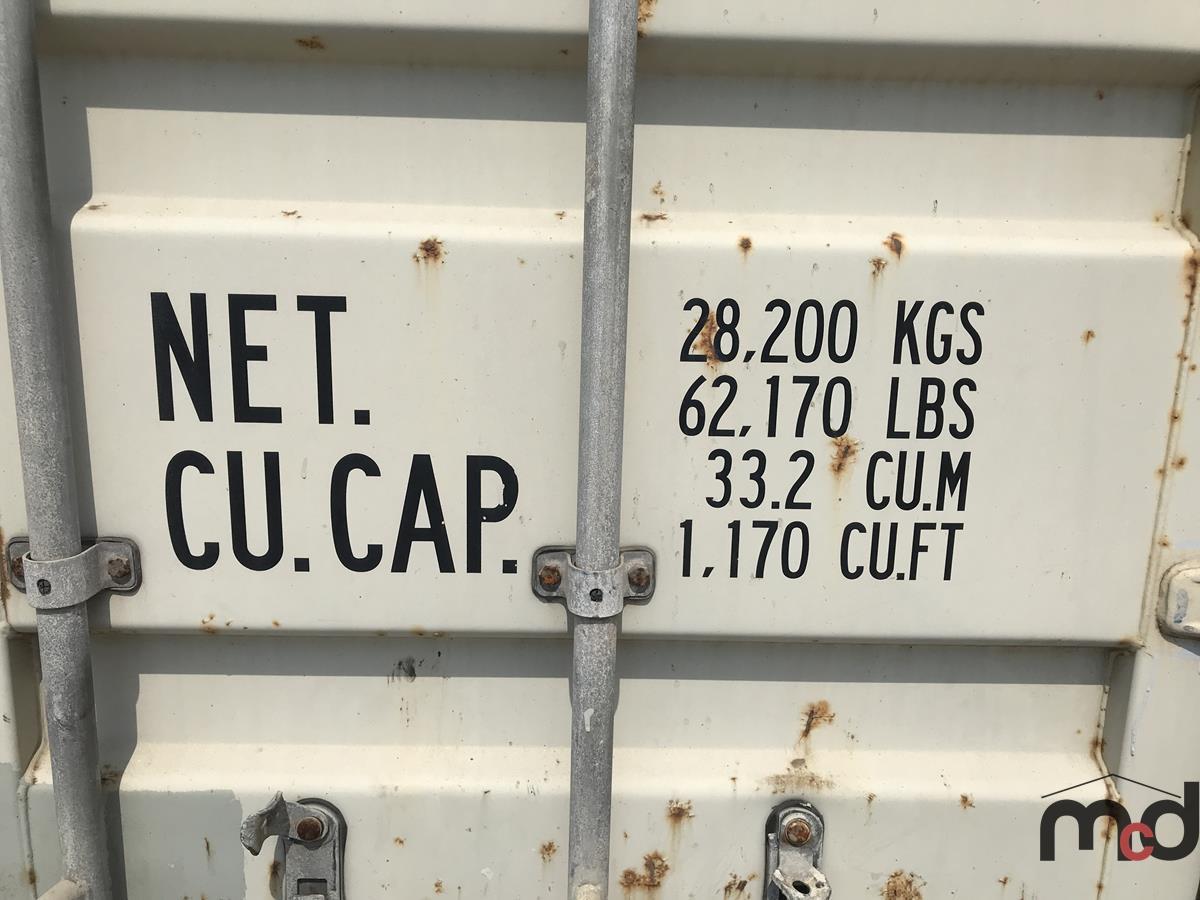 NET. 28,200 KGS
62,170 LBS
CU.CAP. 33.2 CU.M
1,170 CU.FT
mcd